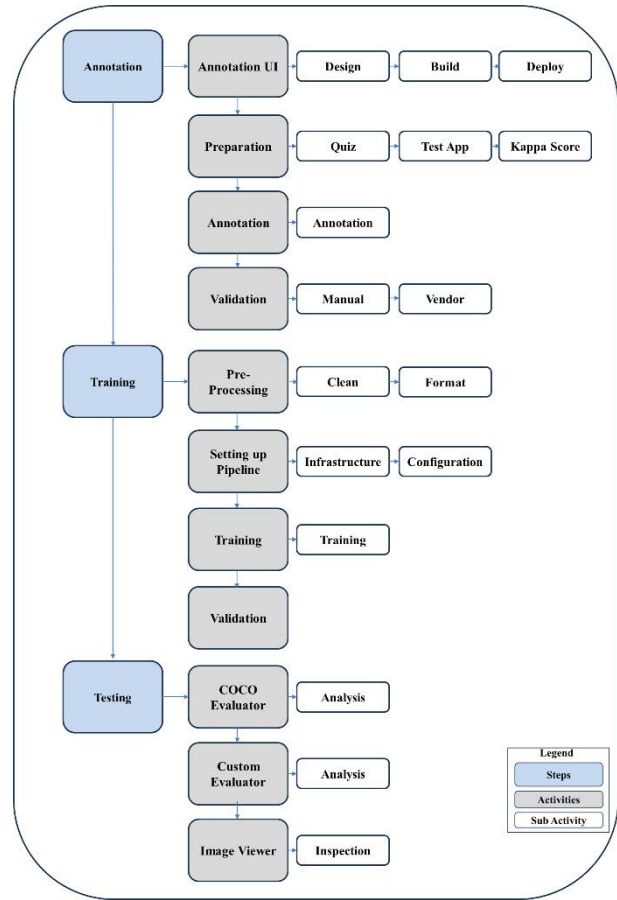 Annotation
Annotation UI
Design
Build
Deploy
Preparation
Quiz
Test App
Kappa Score
Annotation
Annotation
Validation
Manual
Vendor
Training
Pre-
Processing
Clean
Format
Setting up
Pipeline
Infrastructure
Configuration
Training
Training
Validation
Testing
COCO
Evaluator
Analysis
Custom
Evaluator
Analysis
Image Viewer
Inspection
Legend
Steps
Activities
Sub Activity